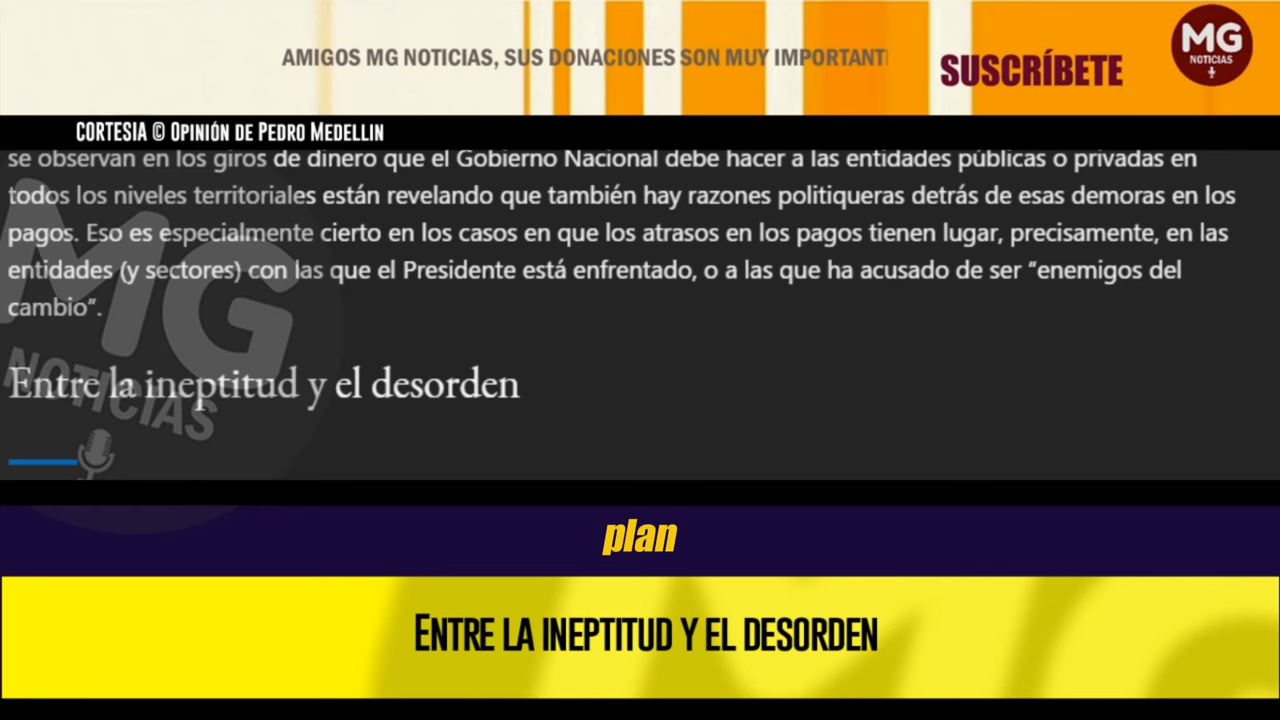 AMIGOS MG NOTICIAS, SUS DONACIONES SON MUY IMPORTANT
SUSCRÍBETE
MG
NOTICIAS
CORTESIA © OPINIÓN DE PEDRO MEDELLIN
se observan en los giros de dinero que el Gobierno Nacional debe hacer a las entidades públicas o privadas en
todos los niveles territoriales están revelando que también hay razones politiqueras detrás de esas demoras en los
pagos. Eso es especialmente cierto en los casos en que los atrasos en los pagos tienen lugar, precisamente, en las
entidades (y sectores) con las que el Presidente está enfrentado, o a las que ha acusado de ser “enemigos del
cambio”.
MG
NOTICIAS
Entre la ineptitud y el desorden
plan
ENTRE LA INEPTITUD Y EL DESORDEN